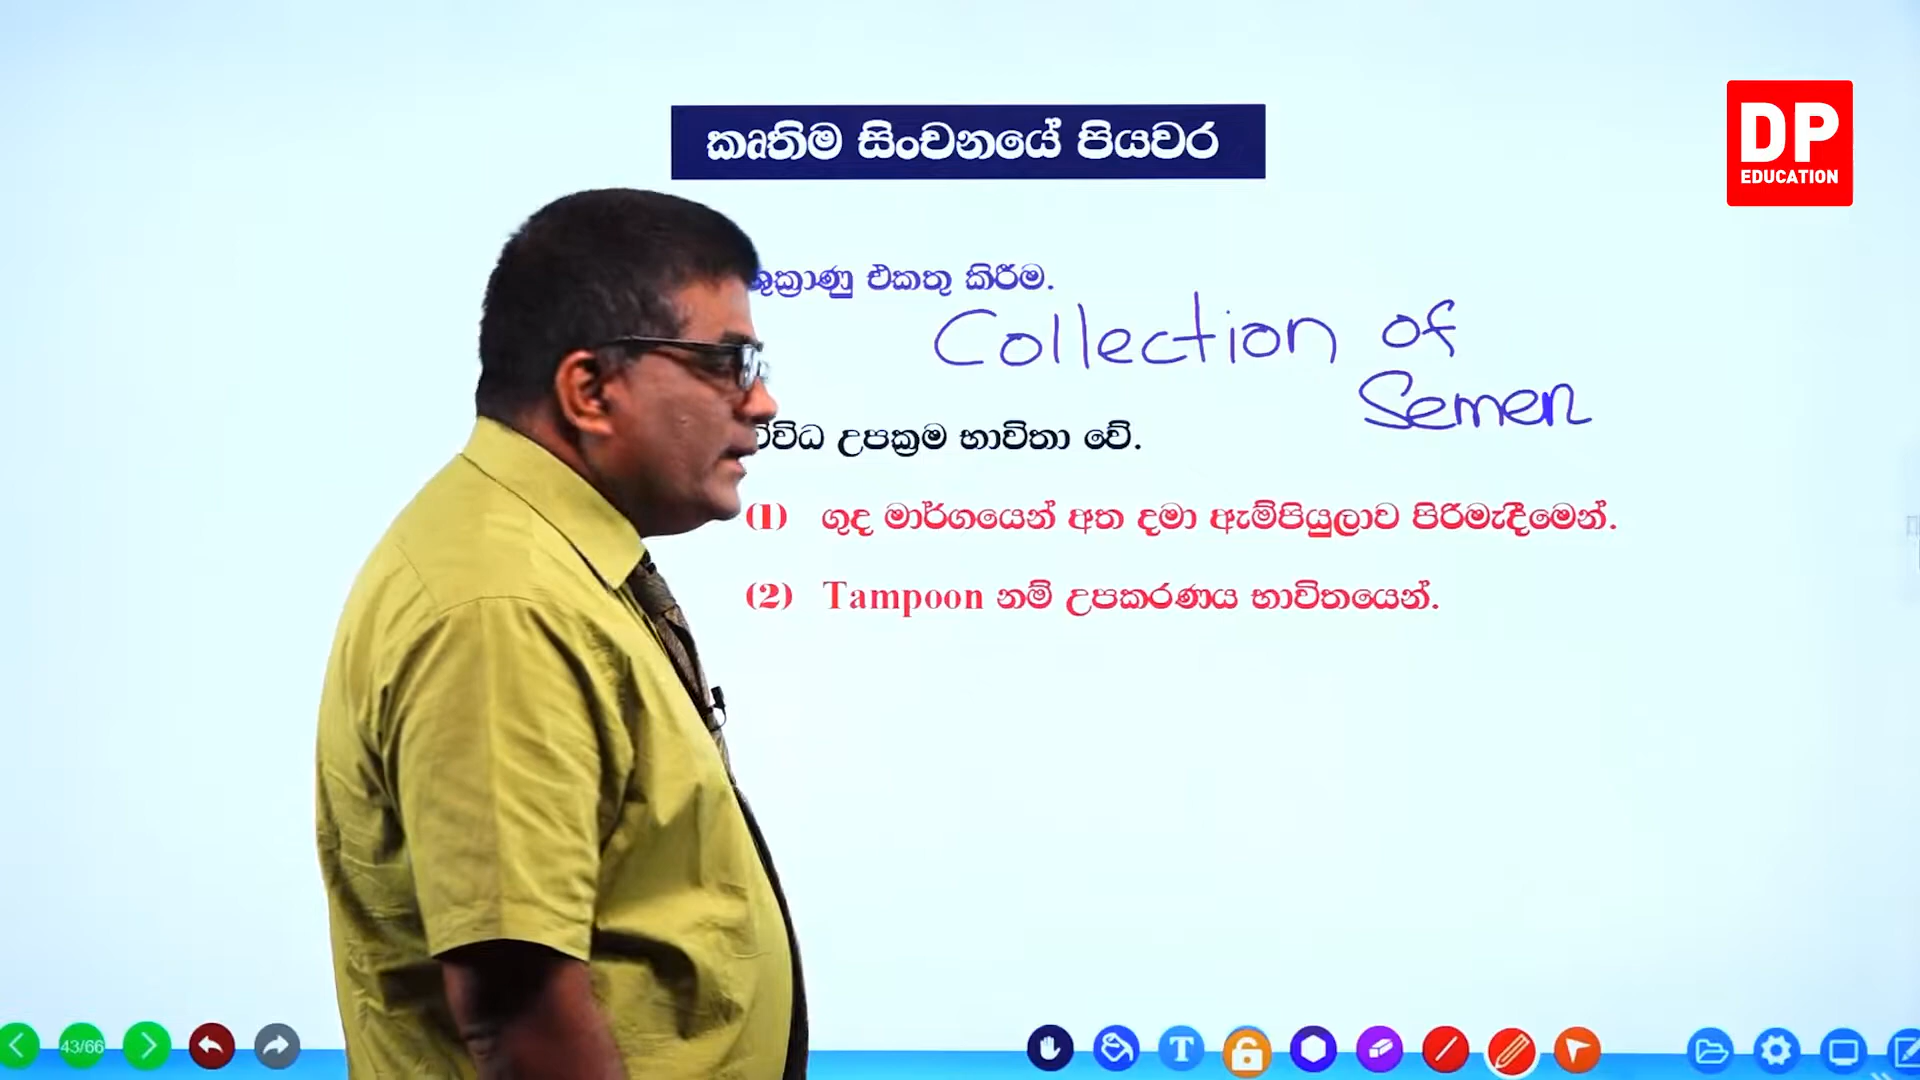 කෘතිම සිංචනයේ පියවර
DP
EDUCATION
ශුක්‍රාණු එකතු කිරීම.
Collection of
Semen
විවිධ උපක්‍රම භාවිතා වේ.
(1) ගුද මාර්ගයෙන් අත දමා ඇම්පියුලාව පිරිමැදීමෙන්.
(2) Tampoon නම් උපකරණය භාවිතයෙන්.
43/66
T